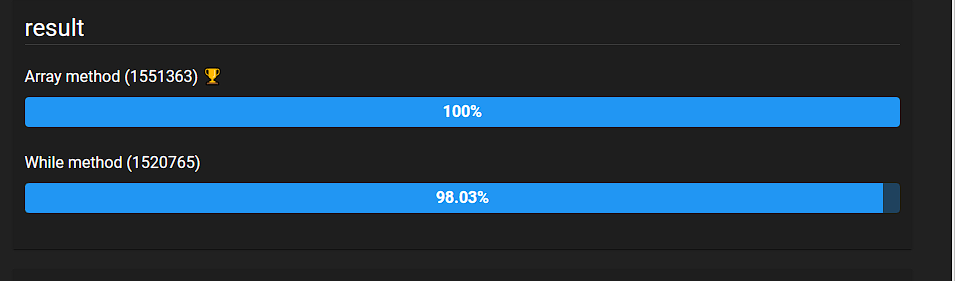 result
Array method (1551363) 🏆
100%
While method (1520765)
98.03%